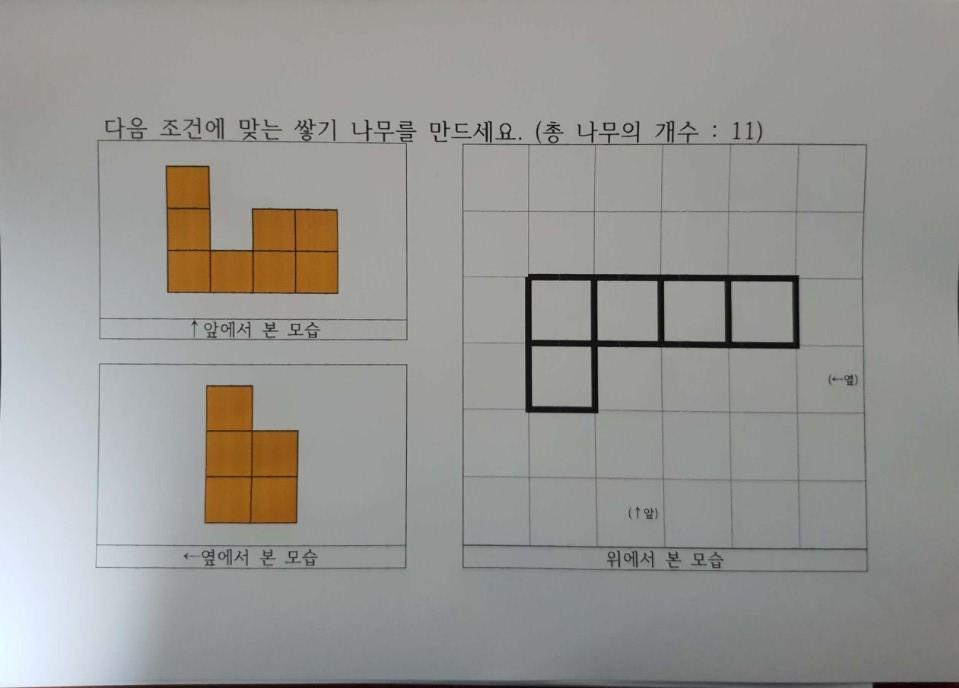 다음 조건에 맞는 쌓기 나무를 만드세요. (총 나무의 개수 : 11)
↑앞에서 본 모습
←옆에서 본 모습
(←옆)
(↑앞)
위에서 본 모습